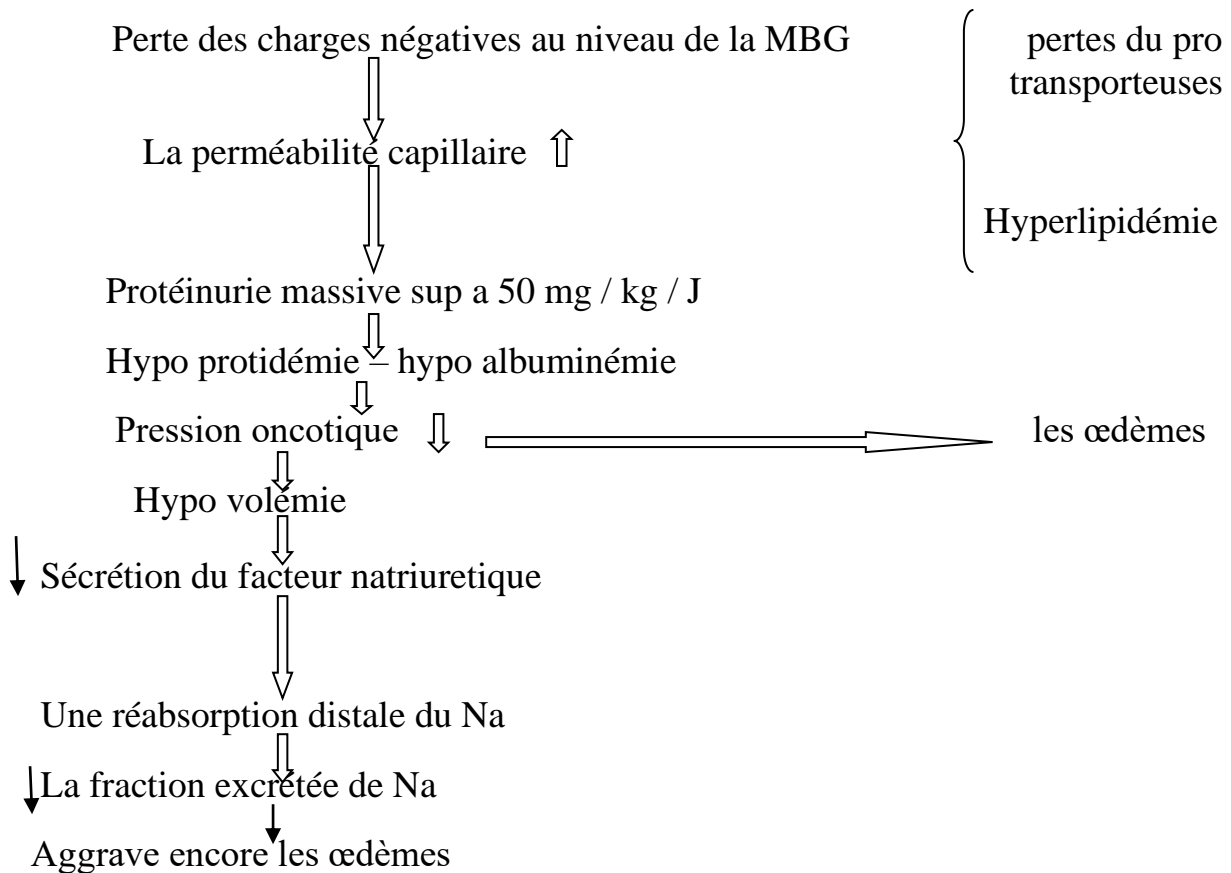 Perte des charges négatives au niveau de la MBG
pertes du pro
transporteuses
La perméabilité capillaire
Hyperlipidémie
Protéinurie massive sup a 50 mg / kg / J
Hypo protidémie – hypo albuminémie
Pression oncotique
les œdèmes
Hypo volémie
Sécrétion du facteur natriuretique
Une réabsorption distale du Na
La fraction excrétée de Na
Aggrave encore les œdèmes